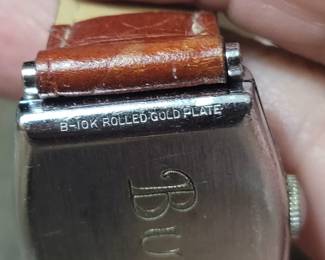 B-10K ROLLED GOLD PLATE
BU